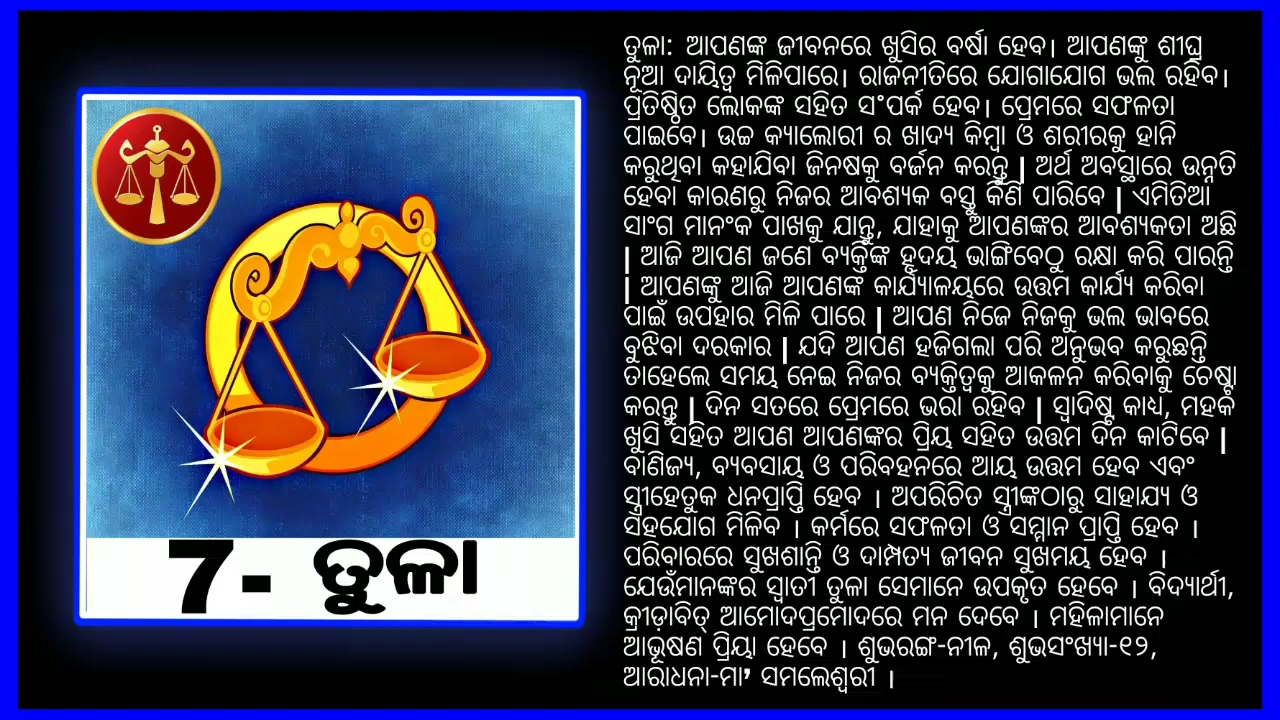 7- ତୁଳା
ତୁଳା: ଆପଣଙ୍କ ଜୀବନରେ ଖୁସିର ବର୍ଷା ହେବ। ଆପଣଙ୍କୁ ଶୀଘ୍ର
ନୂଆ ଦାୟିତ୍ୱ ମିଳିପାରେ। ରାଜନୀତିରେ ଯୋଗାଯୋଗ ଭଲ ରହିବ।
ପ୍ରତିଷ୍ଠିତ ଲୋକଙ୍କ ସହିତ ସଂପର୍କ ହେବ। ପ୍ରେମରେ ସଫଳତା
ପାଇବେ। ଉଚ୍ଚ କ୍ୟାଲୋରୀ ର ଖାଦ୍ୟ କିମ୍ବା ଓ ଶରୀରକୁ ହାନି
କରୁଥିବା କହାଯିବା ଜିନଷକୁ ବର୍ଜନ କରନ୍ତୁ | ଅର୍ଥ ଅବସ୍ଥାରେ ଉନ୍ନତି
ହେବା କାରଣରୁ ନିଜର ଆବଶ୍ୟକ ବସ୍ତୁ କିଣି ପାରିବେ | ଏମିତିଆ
ସାଂଗ ମାନଂକ ପାଖକୁ ଯାନ୍ତୁ, ଯାହାକୁ ଆପଣଙ୍କର ଆବଶ୍ୟକତା ଅଛି
| ଆଜି ଆପଣ ଜଣେ ବ୍ୟକ୍ତିଙ୍କ ହୃଦୟ ଭାଙ୍ଗିବେଠୁ ରକ୍ଷା କରି ପାରନ୍ତି
| ଆପଣଙ୍କୁ ଆଜି ଆପଣଙ୍କ କାର୍ଯ୍ୟାଳୟରେ ଉତ୍ତମ କାର୍ଯ୍ୟ କରିବା
ପାଇଁ ଉପହାର ମିଳି ପାରେ | ଆପଣ ନିଜେ ନିଜକୁ ଭଲ ଭାବରେ
ବୁଝିବା ଦରକାର | ଯଦି ଆପଣ ହଜିଗଲା ପରି ଅନୁଭବ କରୁଛନ୍ତି
ତାହେଲେ ସମୟ ନେଇ ନିଜର ବ୍ୟକ୍ତିତ୍ୱକୁ ଆକଳନ କରିବାକୁ ଚେଷ୍ଟା
କରନ୍ତୁ | ଦିନ ସତରେ ପ୍ରେମରେ ଭରା ରହିବ | ସ୍ୱାଦିଷ୍ଟ କାଧ୍ୟ, ମହକ
ଖୁସି ସହିତ ଆପଣ ଆପଣଙ୍କର ପ୍ରିୟ ସହିତ ଉତ୍ତମ ଦିନ କାଟିବେ |
ବାଣିଜ୍ୟ, ବ୍ୟବସାୟ ଓ ପରିବହନରେ ଆୟ ଉତ୍ତମ ହେବ ଏବଂ
ସ୍ତ୍ରୀହେତୁକ ଧନପ୍ରାପ୍ତି ହେବ । ଅପରିଚିତ ସ୍ତ୍ରୀଙ୍କଠାରୁ ସାହାଯ୍ୟ ଓ
ସହଯୋଗ ମିଳିବ । କର୍ମରେ ସଫଳତା ଓ ସମ୍ମାନ ପ୍ରାପ୍ତି ହେବ ।
ପରିବାରରେ ସୁଖଶାନ୍ତି ଓ ଦାମ୍ପତ୍ୟ ଜୀବନ ସୁଖମୟ ହେବ ।
ଯେଉଁମାନଙ୍କର ସ୍ୱାତୀ ତୁଳା ସେମାନେ ଉପକୃତ ହେବେ । ବିଦ୍ୟାର୍ଥୀ,
କ୍ରୀଡ଼ାବିତ୍ ଆମୋଦପ୍ରମୋଦରେ ମନ ଦେବେ । ମହିଳାମାନେ
ଆଭୂଷଣ ପ୍ରିୟା ହେବେ । ଶୁଭରଙ୍ଗ-ନୀଳ, ଶୁଭସଂଖ୍ୟା-୧୨,
ଆରାଧନା-ମା’ ସମଲେଶ୍ୱରୀ ।